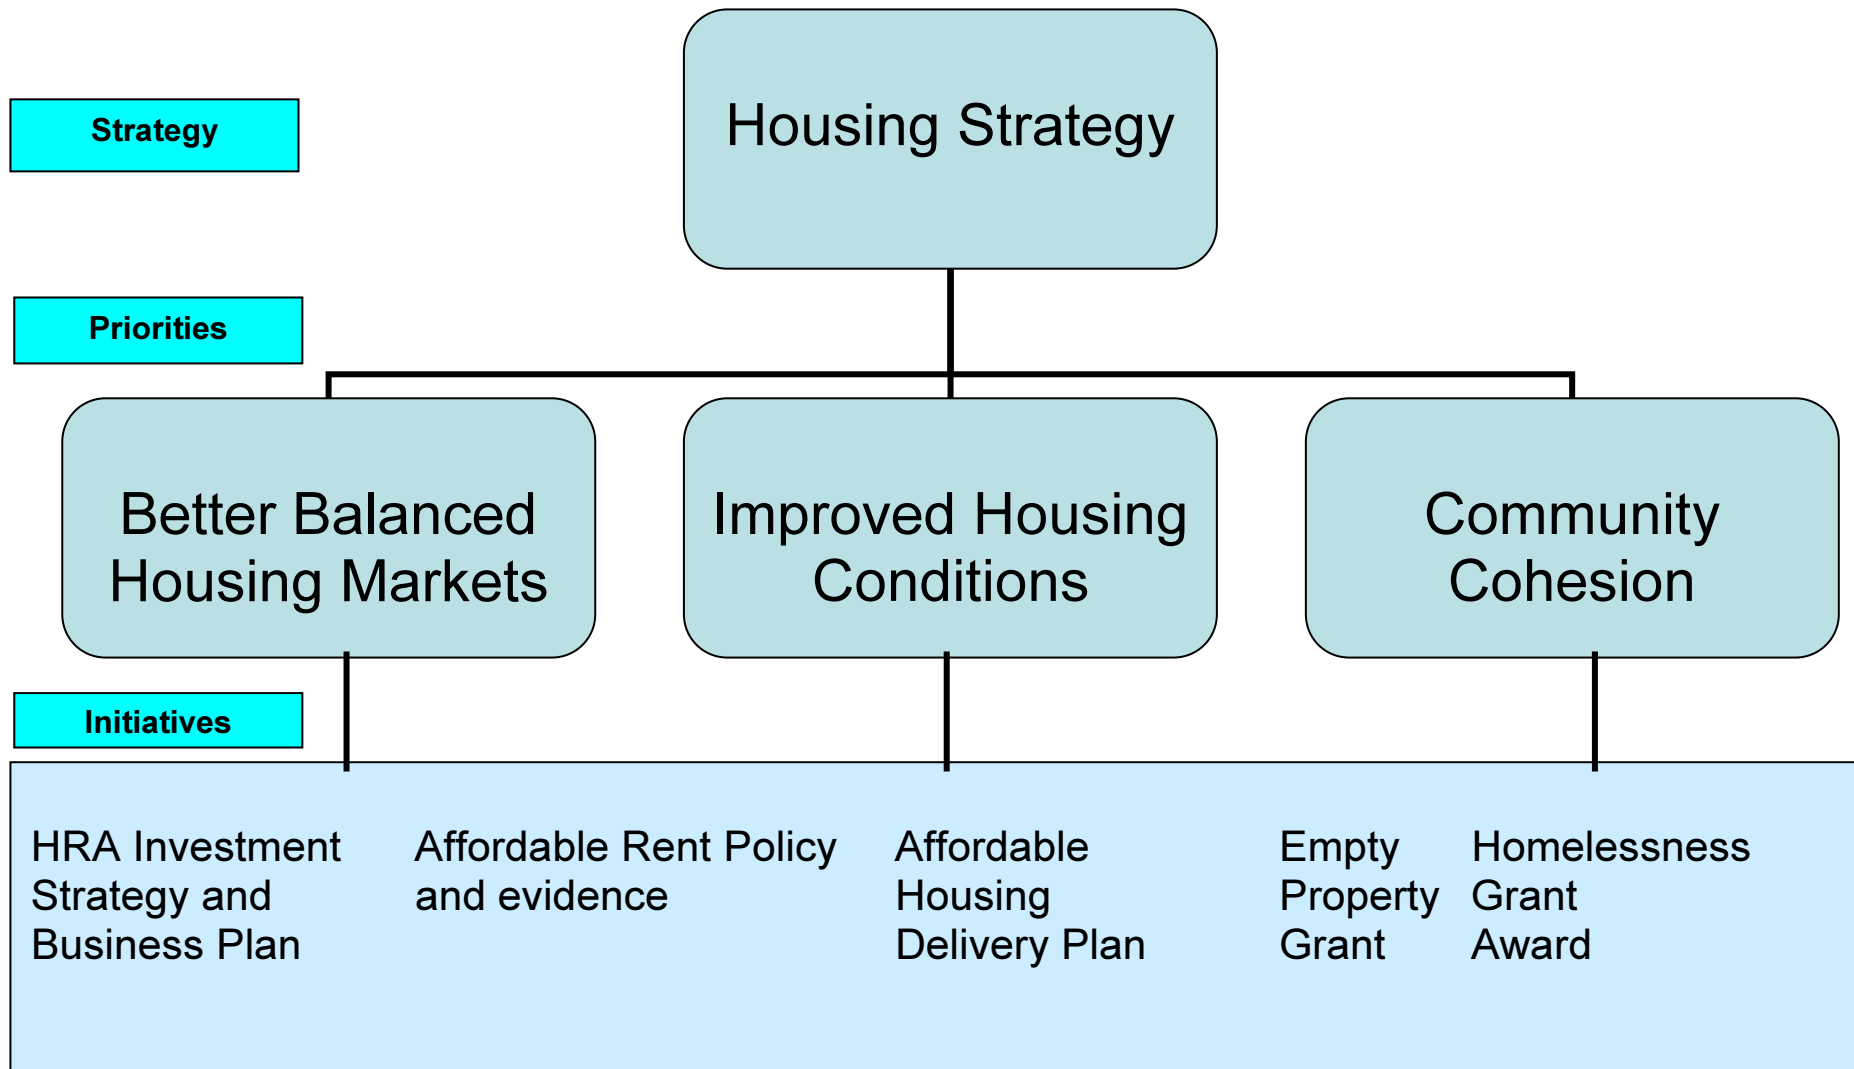 Strategy
Housing Strategy
Priorities
Better Balanced
Housing Markets
Improved Housing
Conditions
Community
Cohesion
Initiatives
HRA Investment
Strategy and
Business Plan
Affordable Rent Policy
and evidence
Affordable
Housing
Delivery Plan
Empty
Property
Grant
Homelessness
Grant
Award